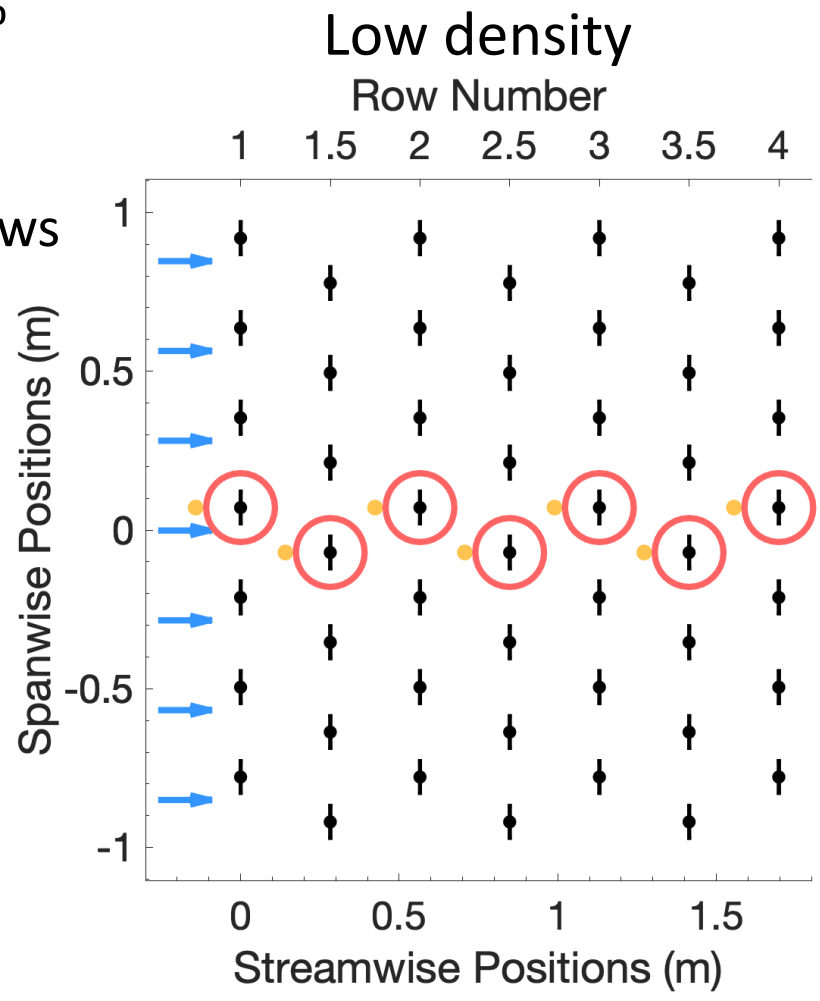 Low density
Row Number
1 1.5 2 2.5 3 3.5 4
ws
1
0.5
0
-0.5
-1
Spanwise Positions (m)
0 0.5 1 1.5
Streamwise Positions (m)